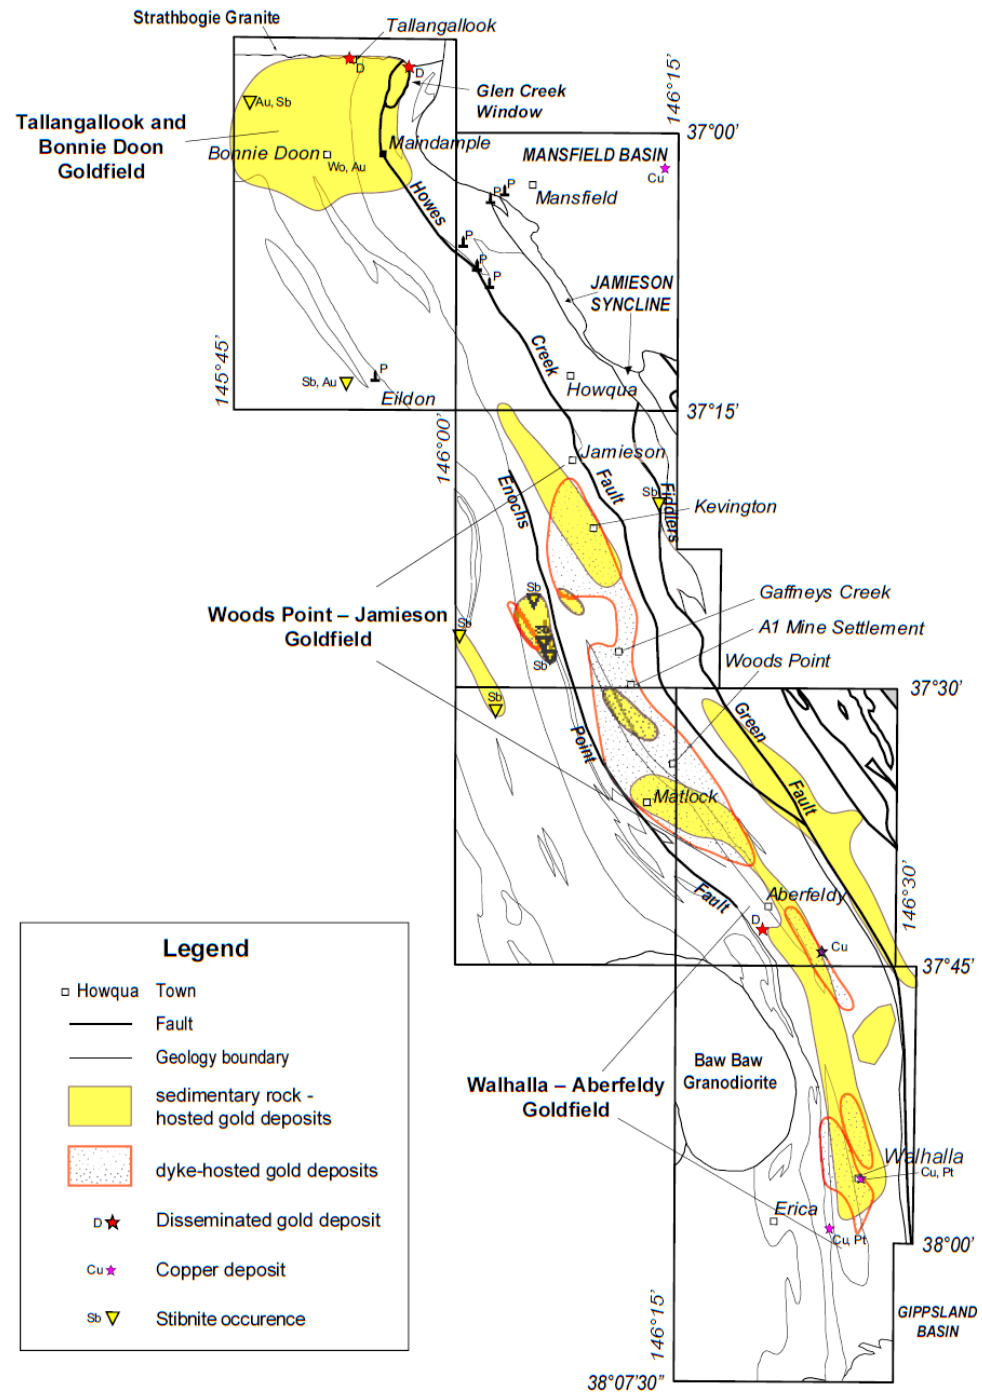 Strathbogie Granite
Tallangallook
D
D
Glen Creek
Window
146°15'
37°00'
Au, Sb
Tallangallook and
Bonnie Doon
Goldfield
Bonnie Doon
Wo, Au
Maindample
MANSFIELD BASIN
Cu
Mansfield
P
P
Howes
P
P
P
JAMIESON
SYNCLINE
145°45'
Creek
Sb, Au
P
Eildon
Howqua
37°15'
146°00'
Jamieson
Enochs
Fault
Sb
Fiddlers
Kevington
Gaffneys Creek
Sb
Woods Point – Jamieson
Goldfield
Sb
A1 Mine Settlement
Sb
Woods Point
Sb
37°30'
Green
Point
Matlock
Fault
Fault
Aberfeldy
146°30'
D
Cu
37°45'
Legend
Howqua Town
Fault
Geology boundary
sedimentary rock -
hosted gold deposits
dyke-hosted gold deposits
D Disseminated gold deposit
Cu Copper deposit
Sb Stibnite occurence
Baw Baw
Granodiorite
Walhalla – Aberfeldy
Goldfield
Walhalla
Cu, Pt
Erica
Cu, Pt
38°00'
146°15'
GIPPSLAND
BASIN
38°07'30"